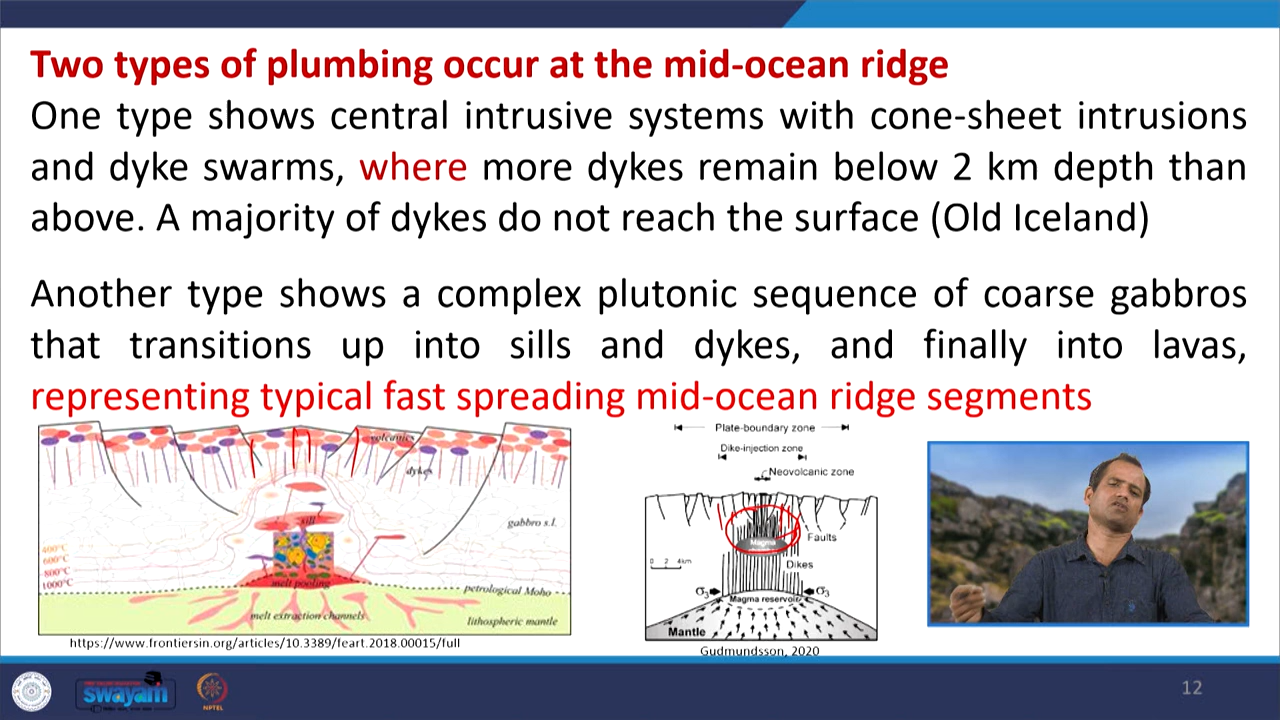 Two types of plumbing occur at the mid-ocean ridge
One type shows central intrusive systems with cone-sheet intrusions
and dyke swarms, where more dykes remain below 2 km depth than
above. A majority of dykes do not reach the surface (Old Iceland)
Another type shows a complex plutonic sequence of coarse gabbros
that transitions up into sills and dykes, and finally into lavas,
representing typical fast spreading mid-ocean ridge segments
volcanics
dykes
sill
gabbro s.l.
400°C
600°C
800°C
1000°C
melt pooling
petrological Moho
melt extraction channels
lithospheric mantle
https://www.frontiersin.org/articles/10.3389/feart.2018.00015/full
Plate-boundary zone
Dike-injection zone
Neovolcanic zone
Faults
0 2 4km
Dikes
σ3 σ3
Magma reservoir
Mantle
Gudmundsson, 2020
swayam
NPTEL
12